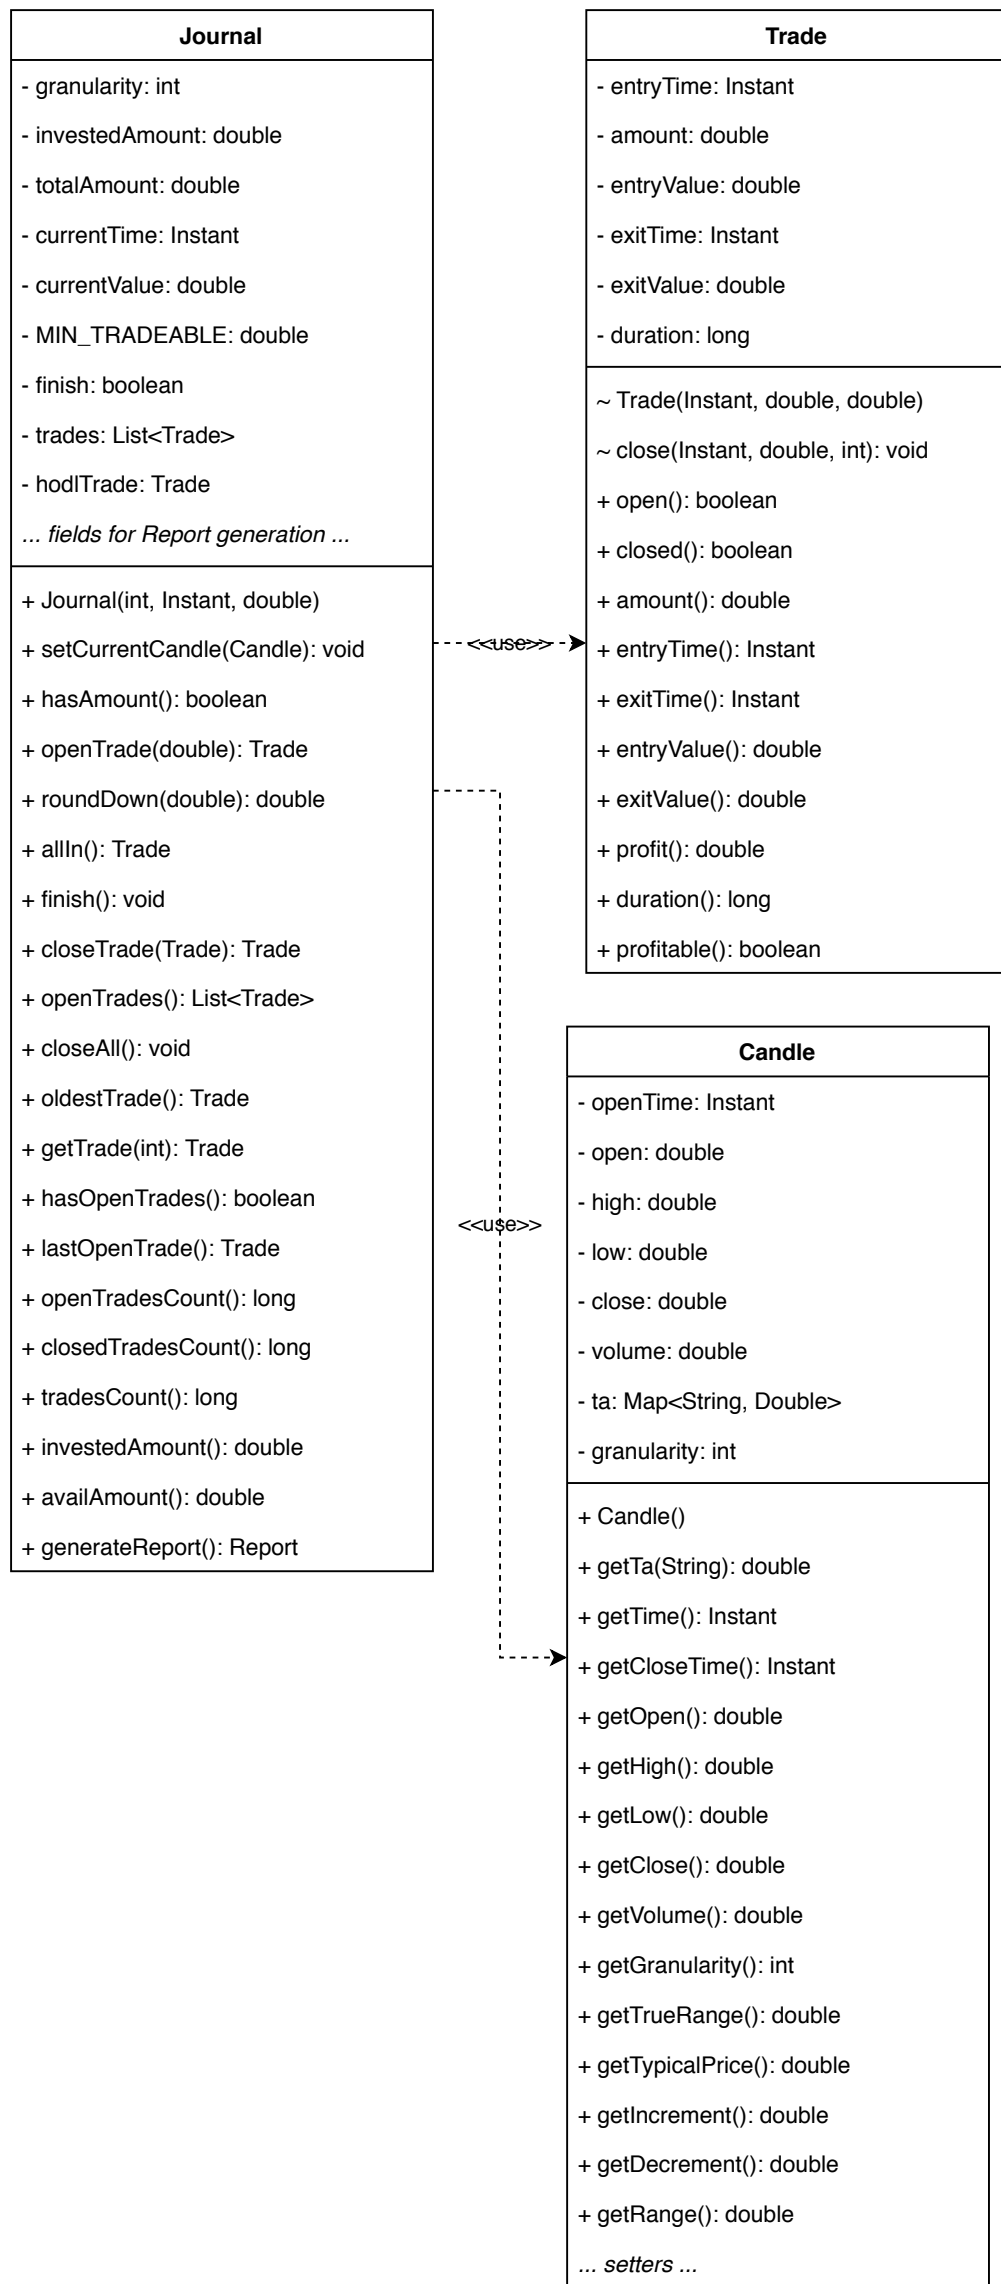 Journal
- granularity: int
- investedAmount: double
- totalAmount: double
- currentTime: Instant
- currentValue: double
- MIN_TRADEABLE: double
- finish: boolean
- trades: List<Trade>
- hodlTrade: Trade
... fields for Report generation ...
+ Journal(int, Instant, double)
+ setCurrentCandle(Candle): void
+ hasAmount(): boolean
+ openTrade(double): Trade
+ roundDown(double): double
+ allIn(): Trade
+ finish(): void
+ closeTrade(Trade): Trade
+ openTrades(): List<Trade>
+ closeAll(): void
+ oldestTrade(): Trade
+ getTrade(int): Trade
+ hasOpenTrades(): boolean
+ lastOpenTrade(): Trade
+ openTradesCount(): long
+ closedTradesCount(): long
+ tradesCount(): long
+ investedAmount(): double
+ availAmount(): double
+ generateReport(): Report
<<use>>
<<use>>
Trade
- entryTime: Instant
- amount: double
- entryValue: double
- exitTime: Instant
- exitValue: double
- duration: long
~ Trade(Instant, double, double)
~ close(Instant, double, int): void
+ open(): boolean
+ closed(): boolean
+ amount(): double
+ entryTime(): Instant
+ exitTime(): Instant
+ entryValue(): double
+ exitValue(): double
+ profit(): double
+ duration(): long
+ profitable(): boolean
Candle
- openTime: Instant
- open: double
- high: double
- low: double
- close: double
- volume: double
- ta: Map<String, Double>
- granularity: int
+ Candle()
+ getTa(String): double
+ getTime(): Instant
+ getCloseTime(): Instant
+ getOpen(): double
+ getHigh(): double
+ getLow(): double
+ getClose(): double
+ getVolume(): double
+ getGranularity(): int
+ getTrueRange(): double
+ getTypicalPrice(): double
+ getIncrement(): double
+ getDecrement(): double
+ getRange(): double
... setters ...